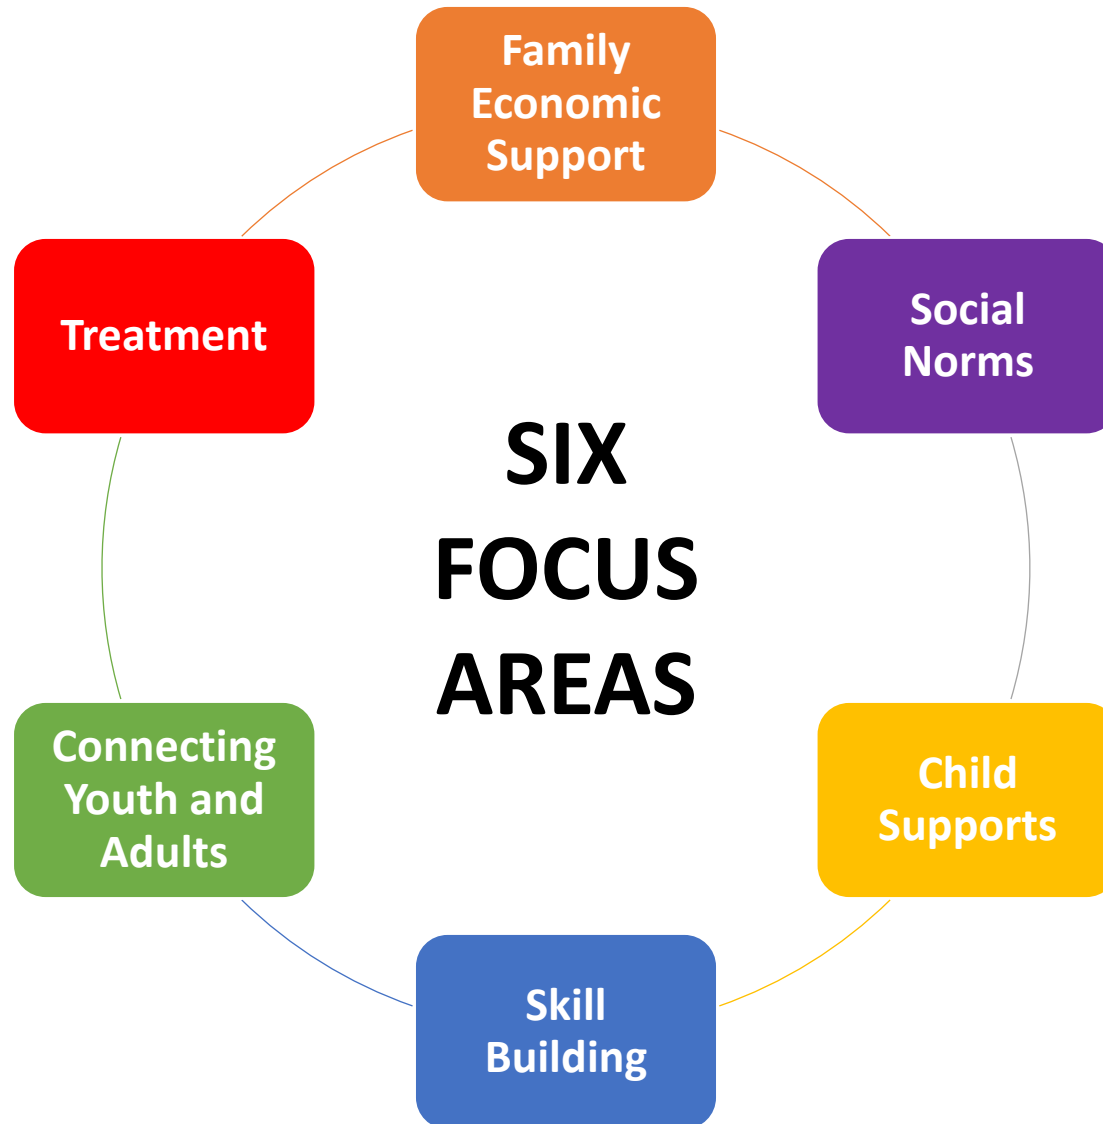 Family
Economic
Support
Social
Norms
Child
Supports
Skill
Building
Connecting
Youth and
Adults
Treatment
SIX
FOCUS
AREAS